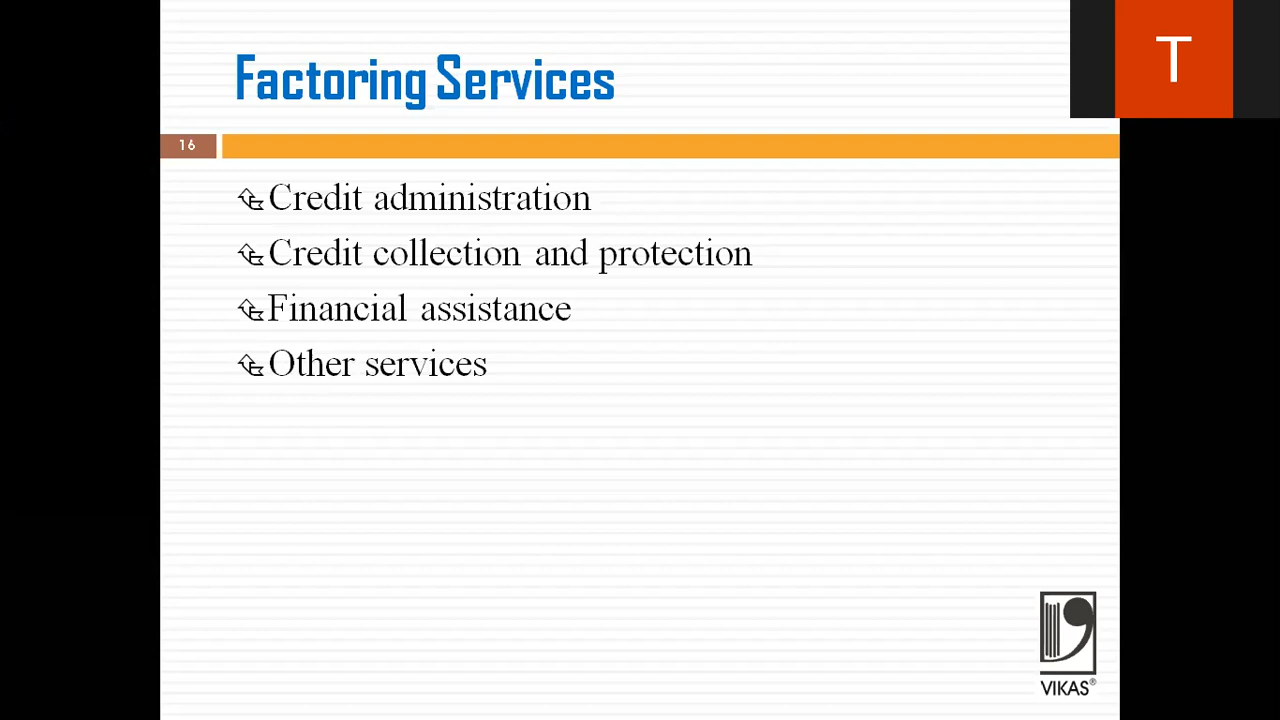 Factoring Services
T
16
Credit administration
Credit collection and protection
Financial assistance
Other services
VIKAS®